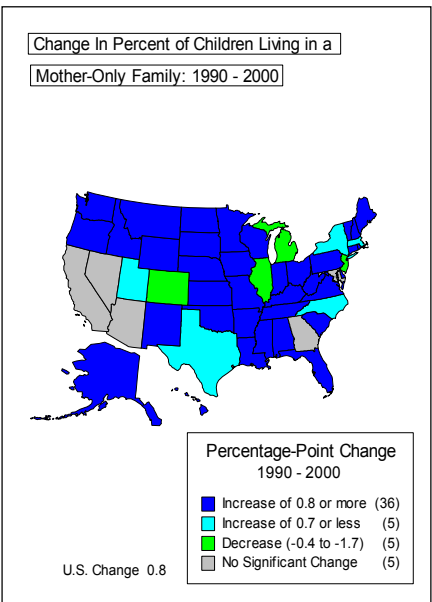 Change In Percent of Children Living in a
Mother-Only Family: 1990 - 2000
Percentage-Point Change
1990 - 2000
Increase of 0.8 or more (36)
Increase of 0.7 or less (5)
Decrease (-0.4 to -1.7) (5)
No Significant Change (5)
U.S. Change 0.8